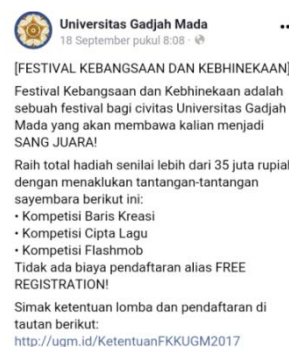 Universitas Gadjah Mada
18 September pukul 8:08 ·
[FESTIVAL KEBANGSAAN DAN KEBHINEKAAN]
Festival Kebangsaan dan Kebhinekaan adalah
sebuah festival bagi civitas Universitas Gadjah
Mada yang akan membawa kalian menjadi
SANG JUARA!
Raih total hadiah senilai lebih dari 35 juta rupiah
dengan menaklukan tantangan-tantangan
sayembara berikut ini:
• Kompetisi Baris Kreasi
• Kompetisi Cipta Lagu
• Kompetisi Flashmob
Tidak ada biaya pendaftaran alias FREE
REGISTRATION!
Simak ketentuan lomba dan pendaftaran di
tautan berikut:
http://ugm.id/KetentuanFKKUGM2017